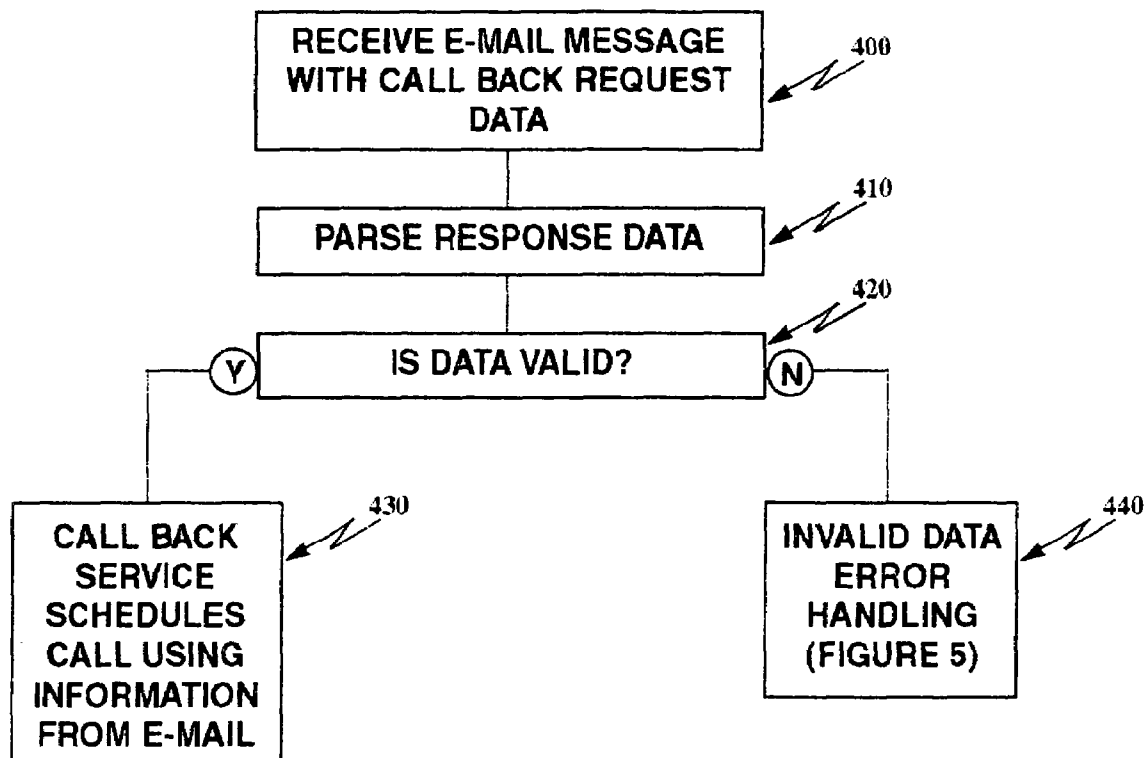 RECEIVE E-MAIL MESSAGE
WITH CALL BACK REQUEST
DATA
400
PARSE RESPONSE DATA
410
IS DATA VALID?
420
Y
N
CALL BACK
SERVICE
SCHEDULES
CALL USING
INFORMATION
FROM E-MAIL
430
INVALID DATA
ERROR
HANDLING
(FIGURE 5)
440